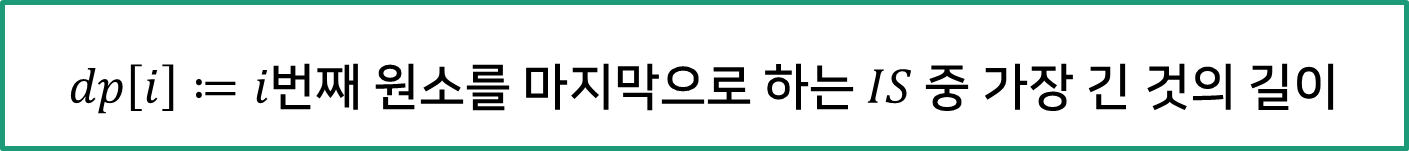 dp[i] ≔ i번째 원소를 마지막으로 하는 IS 중 가장 긴 것의 길이